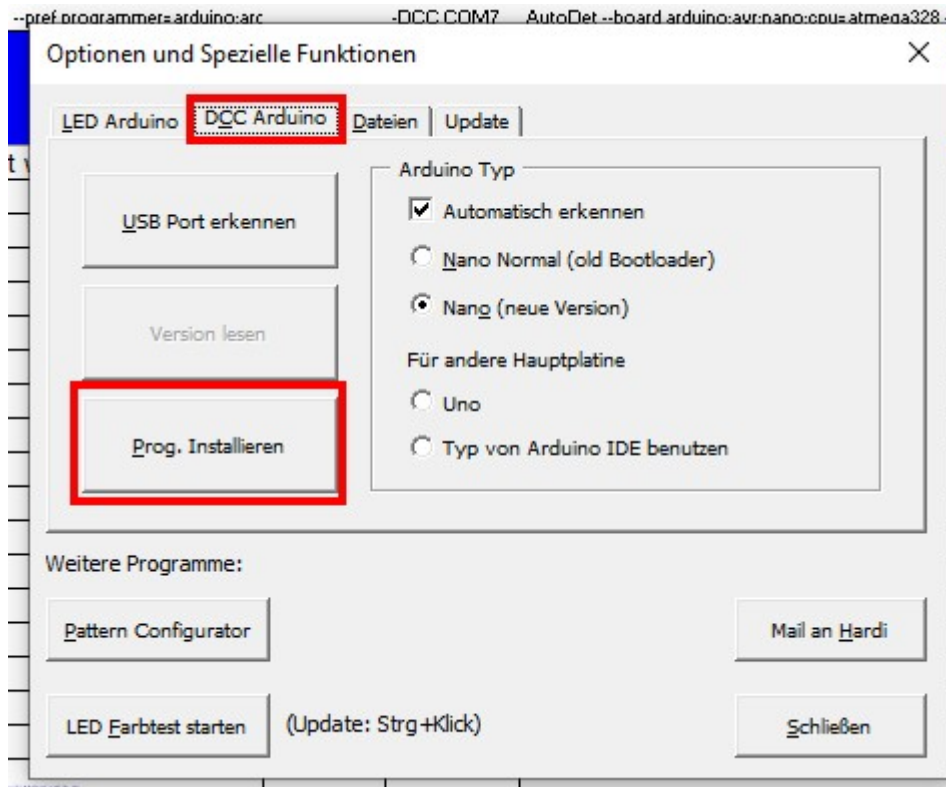 --pref programmer=arduino:arc -DCC COM7 AutoDet --board arduino:avr:nano:cpu=atmega328
Optionen und Spezielle Funktionen
LED Arduino DCC Arduino Dateien Update
USB Port erkennen
Version lesen
Prog. Installieren
Arduino Typ
Automatisch erkennen
Nano Normal (old Bootloader)
Nano (neue Version)
Für andere Hauptplatine
Uno
Typ von Arduino IDE benutzen
Weitere Programme:
Pattern Configurator
Mail an Hardi
LED Farbtest starten
(Update: Strg+Klick)
Schließen